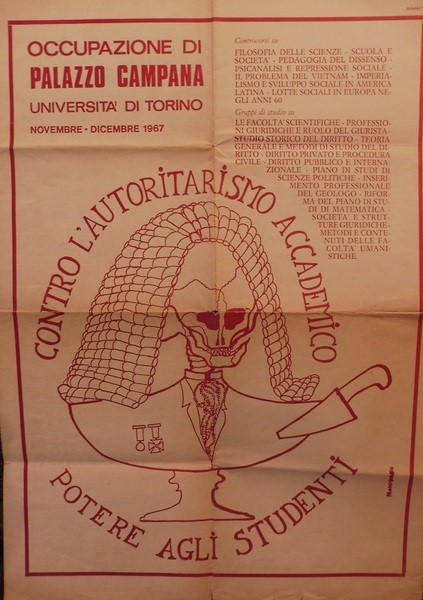 OCCUPAZIONE DI
PALAZZO CAMPANA
UNIVERSITA' DI TORINO
NOVEMBRE - DICEMBRE 1967
Controcorsi su
FILOSOFIA DELLE SCIENZE - SCUOLA E
SOCIETA' - PEDAGOGIA DEL DISSENSO -
PSICANALISI E REPRESSIONE SOCIALE -
IL PROBLEMA DEL VIETNAM - IMPERIA-
LISMO E SVILUPPO SOCIALE IN AMERICA
LATINA - LOTTE SOCIALI IN EUROPA NE-
GLI ANNI 60
Gruppi di studio su
LE FACOLTA' SCIENTIFICHE - PROFESSIO-
NI GIURIDICHE E RUOLO DEL GIURISTA-
STUDIO STORICO DEL DIRITTO - TEORIA
GENERALE E METODI DI STUDIO DEL DI-
RITTO - DIRITTO PRIVATO E PROCEDURA
CIVILE - DIRITTO PUBBLICO E INTERNA-
ZIONALE - PIANO DI STUDI DI
SCIENZE POLITICHE - INSERI-
MENTO PROFESSIONALE
DEL GEOLOGO - RIFOR-
MA DEL PIANO DI STU-
DI DI MATEMATICA -
SOCIETA' E STRUT-
TURE GIURIDICHE-
METODI E CONTE-
NUTI DELLE FA-
COLTA' UMANI-
STICHE
CONTRO L'AUTORITARISMO ACCADEMICO
POTERE AGLI STUDENTI